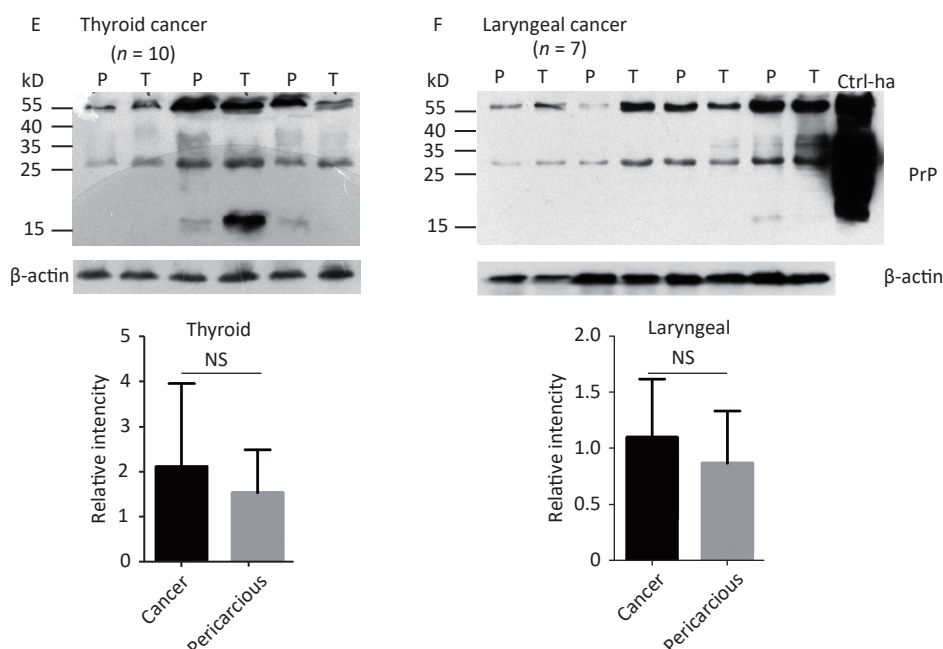 E Thyroid cancer
(n = 10)
kD P T P T P T
55
40
35
25
15
β-actin
Thyroid
NS
Relative intencity
5
4
3
2
1
0
Cancer
Pericarcious
F Laryngeal cancer
(n = 7)
kD P T P T P T P T Ctrl-ha
55
40
35
25
15
PrP
β-actin
Laryngeal
NS
Relative intencity
2.0
1.5
1.0
0.5
0
Cancer
Pericarcious